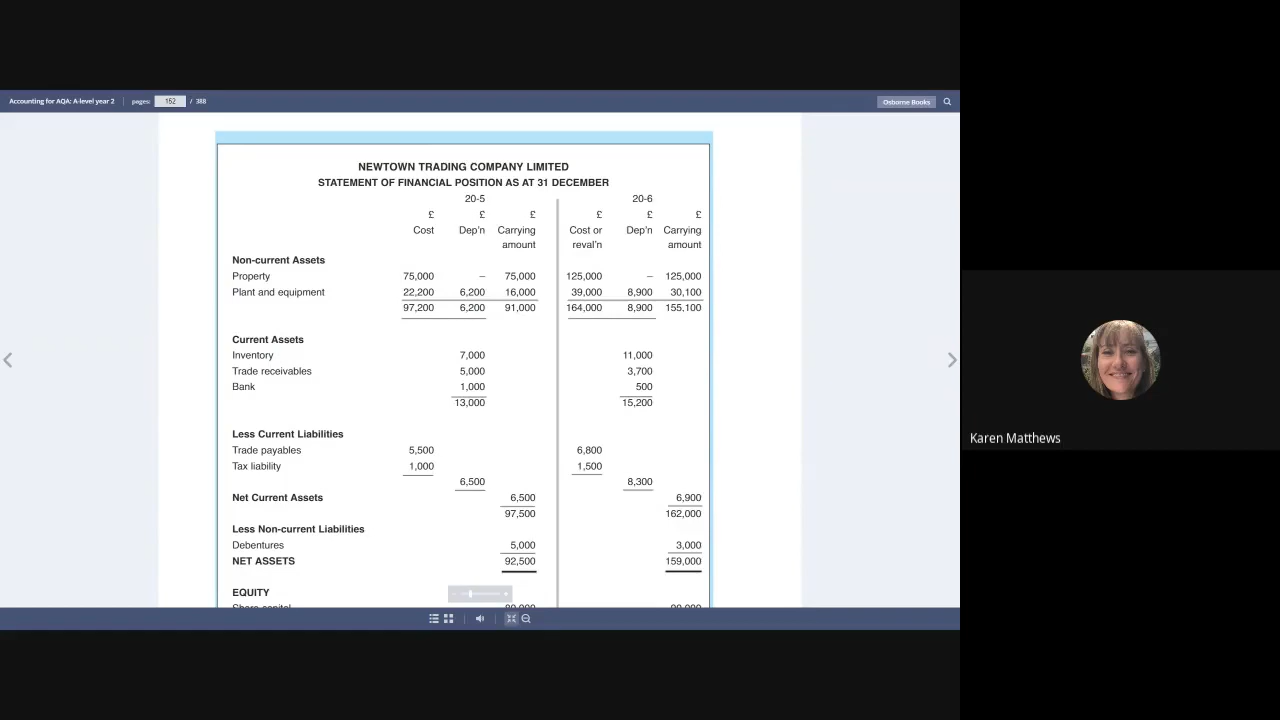 Accounting for AQA: A-level year 2 pages: 152 / 388 Osborne Books
NEWTOWN TRADING COMPANY LIMITED
STATEMENT OF FINANCIAL POSITION AS AT 31 DECEMBER
20-5 20-6
£ £ £ £ £ £
Cost Dep'n Carrying Cost or Dep'n Carrying
amount reval'n amount
Non-current Assets
Property 75,000 – 75,000 125,000 – 125,000
Plant and equipment 22,200 6,200 16,000 39,000 8,900 30,100
97,200 6,200 91,000 164,000 8,900 155,100
Current Assets
Inventory 7,000 11,000
Trade receivables 5,000 3,700
Bank 1,000 500
13,000 15,200
Less Current Liabilities
Trade payables 5,500 6,800
Tax liability 1,000 1,500
6,500 8,300
Net Current Assets 6,500 6,900
97,500 162,000
Less Non-current Liabilities
Debentures 5,000 3,000
NET ASSETS 92,500 159,000
EQUITY
Karen Matthews